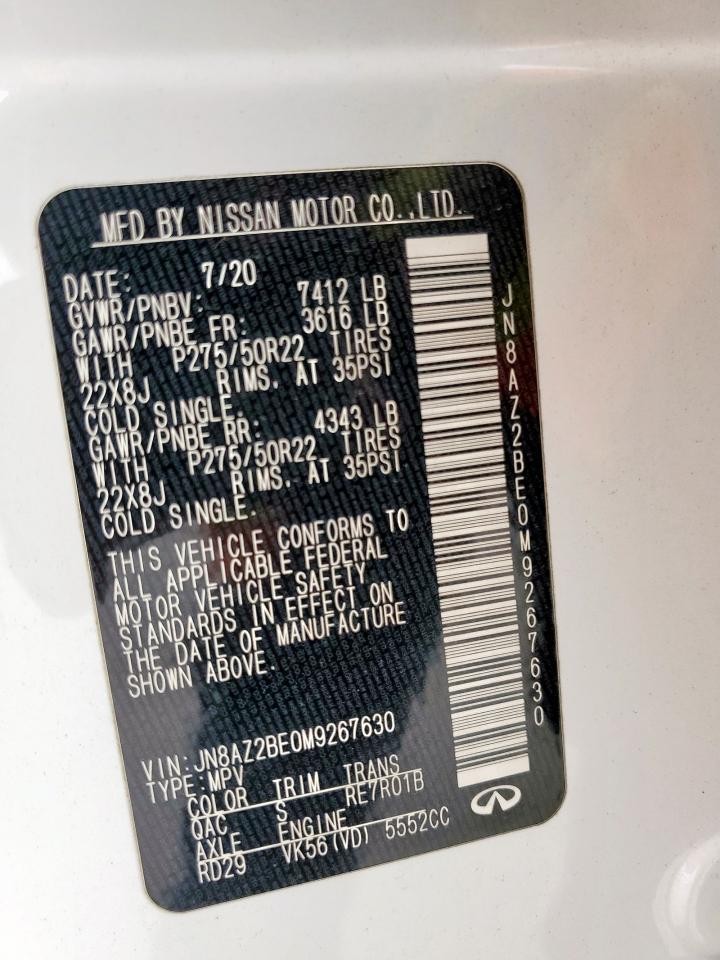 MFD BY NISSAN MOTOR CO.,LTD.
DATE: 7/20
GVWR/PNBV: 7412 LB
GAWR/PNBE FR: 3616 LB
WITH P275/50R22 TIRES
22X8J RIMS. AT 35PSI
COLD SINGLE.
GAWR/PNBE RR: 4343 LB
WITH P275/50R22 TIRES
22X8J RIMS. AT 35PSI
COLD SINGLE.
THIS VEHICLE CONFORMS TO
ALL APPLICABLE FEDERAL
MOTOR VEHICLE SAFETY
STANDARDS IN EFFECT ON
THE DATE OF MANUFACTURE
SHOWN ABOVE.
VIN:JN8AZ2BE0M9267630
TYPE:MPV
COLOR TRIM TRANS
QAC S RE7R01B
AXLE ENGINE
RD29 VK56(VD) 5552CC
JN8AZ2BE0M9267630